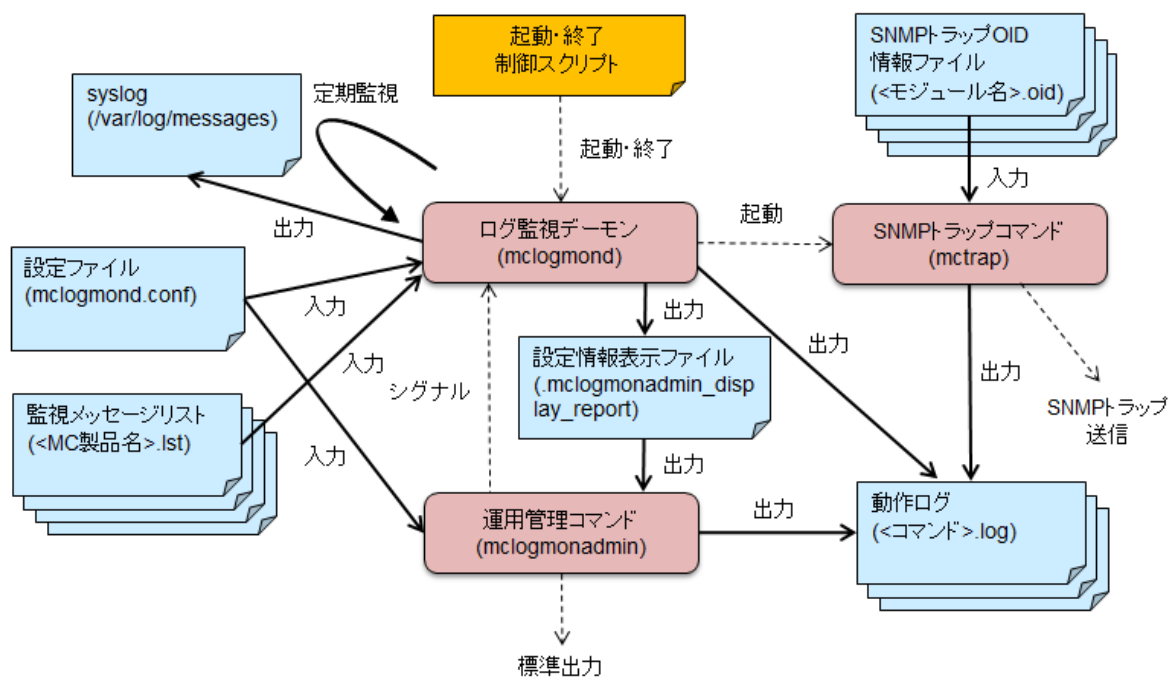 起動・終了
制御スクリプト
SNMPトラップOID
情報ファイル
(<モジュール名>.oid)
syslog
(/var/log/messages)
定期監視
起動・終了
入力
出力
ログ監視デーモン
(mclogmond)
起動
SNMPトラップコマンド
(mctrap)
設定ファイル
(mclogmond.conf)
入力
出力
出力
入力
シグナル
設定情報表示ファイル
(.mclogmonadmin_disp
lay_report)
出力
SNMPトラップ
送信
監視メッセージリスト
(<MC製品名>.lst)
入力
出力
運用管理コマンド
(mclogmonadmin)
出力
動作ログ
(<コマンド>.log)
標準出力